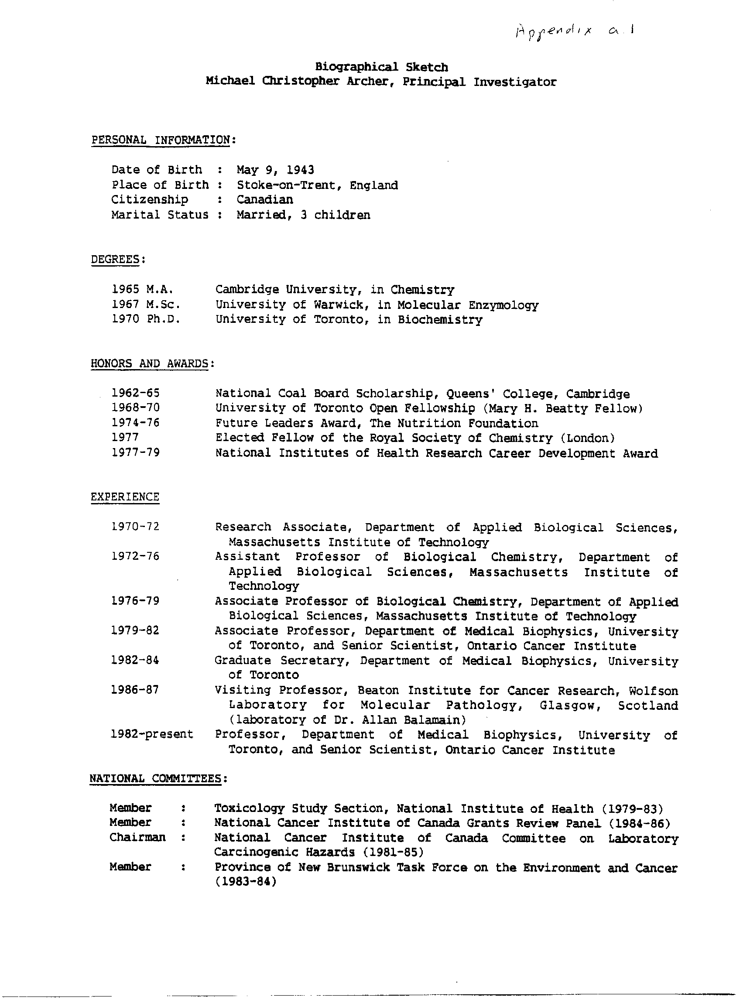 Appendix a.1
Biographical Sketch
Michael Christopher Archer, Principal Investigator
PERSONAL INFORMATION:
Date of Birth : May 9, 1943
Place of Birth : Stoke-on-Trent, England
Citizenship : Canadian
Marital Status : Married, 3 children
DEGREES:
1965 M.A. Cambridge University, in Chemistry
1967 M.Sc. University of Warwick, in Molecular Enzymology
1970 Ph.D. University of Toronto, in Biochemistry
HONORS AND AWARDS:
1962-65 National Coal Board Scholarship, Queens' College, Cambridge
1968-70 University of Toronto Open Fellowship (Mary H. Beatty Fellow)
1974-76 Future Leaders Award, The Nutrition Foundation
1977 Elected Fellow of the Royal Society of Chemistry (London)
1977-79 National Institutes of Health Research Career Development Award
EXPERIENCE
1970-72 Research Associate, Department of Applied Biological Sciences,
Massachusetts Institute of Technology
1972-76 Assistant Professor of Biological Chemistry, Department of
Applied Biological Sciences, Massachusetts Institute of
Technology
1976-79 Associate Professor of Biological Chemistry, Department of Applied
Biological Sciences, Massachusetts Institute of Technology
1979-82 Associate Professor, Department of Medical Biophysics, University
of Toronto, and Senior Scientist, Ontario Cancer Institute
1982-84 Graduate Secretary, Department of Medical Biophysics, University
of Toronto
1986-87 Visiting Professor, Beaton Institute for Cancer Research, Wolfson
Laboratory for Molecular Pathology, Glasgow, Scotland
(laboratory of Dr. Allan Balamain)
1982-present Professor, Department of Medical Biophysics, University of
Toronto, and Senior Scientist, Ontario Cancer Institute
NATIONAL COMMITTEES:
Member : Toxicology Study Section, National Institute of Health (1979-83)
Member : National Cancer Institute of Canada Grants Review Panel (1984-86)
Chairman : National Cancer Institute of Canada Committee on Laboratory
Carcinogenic Hazards (1981-85)
Member : Province of New Brunswick Task Force on the Environment and Cancer
(1983-84)